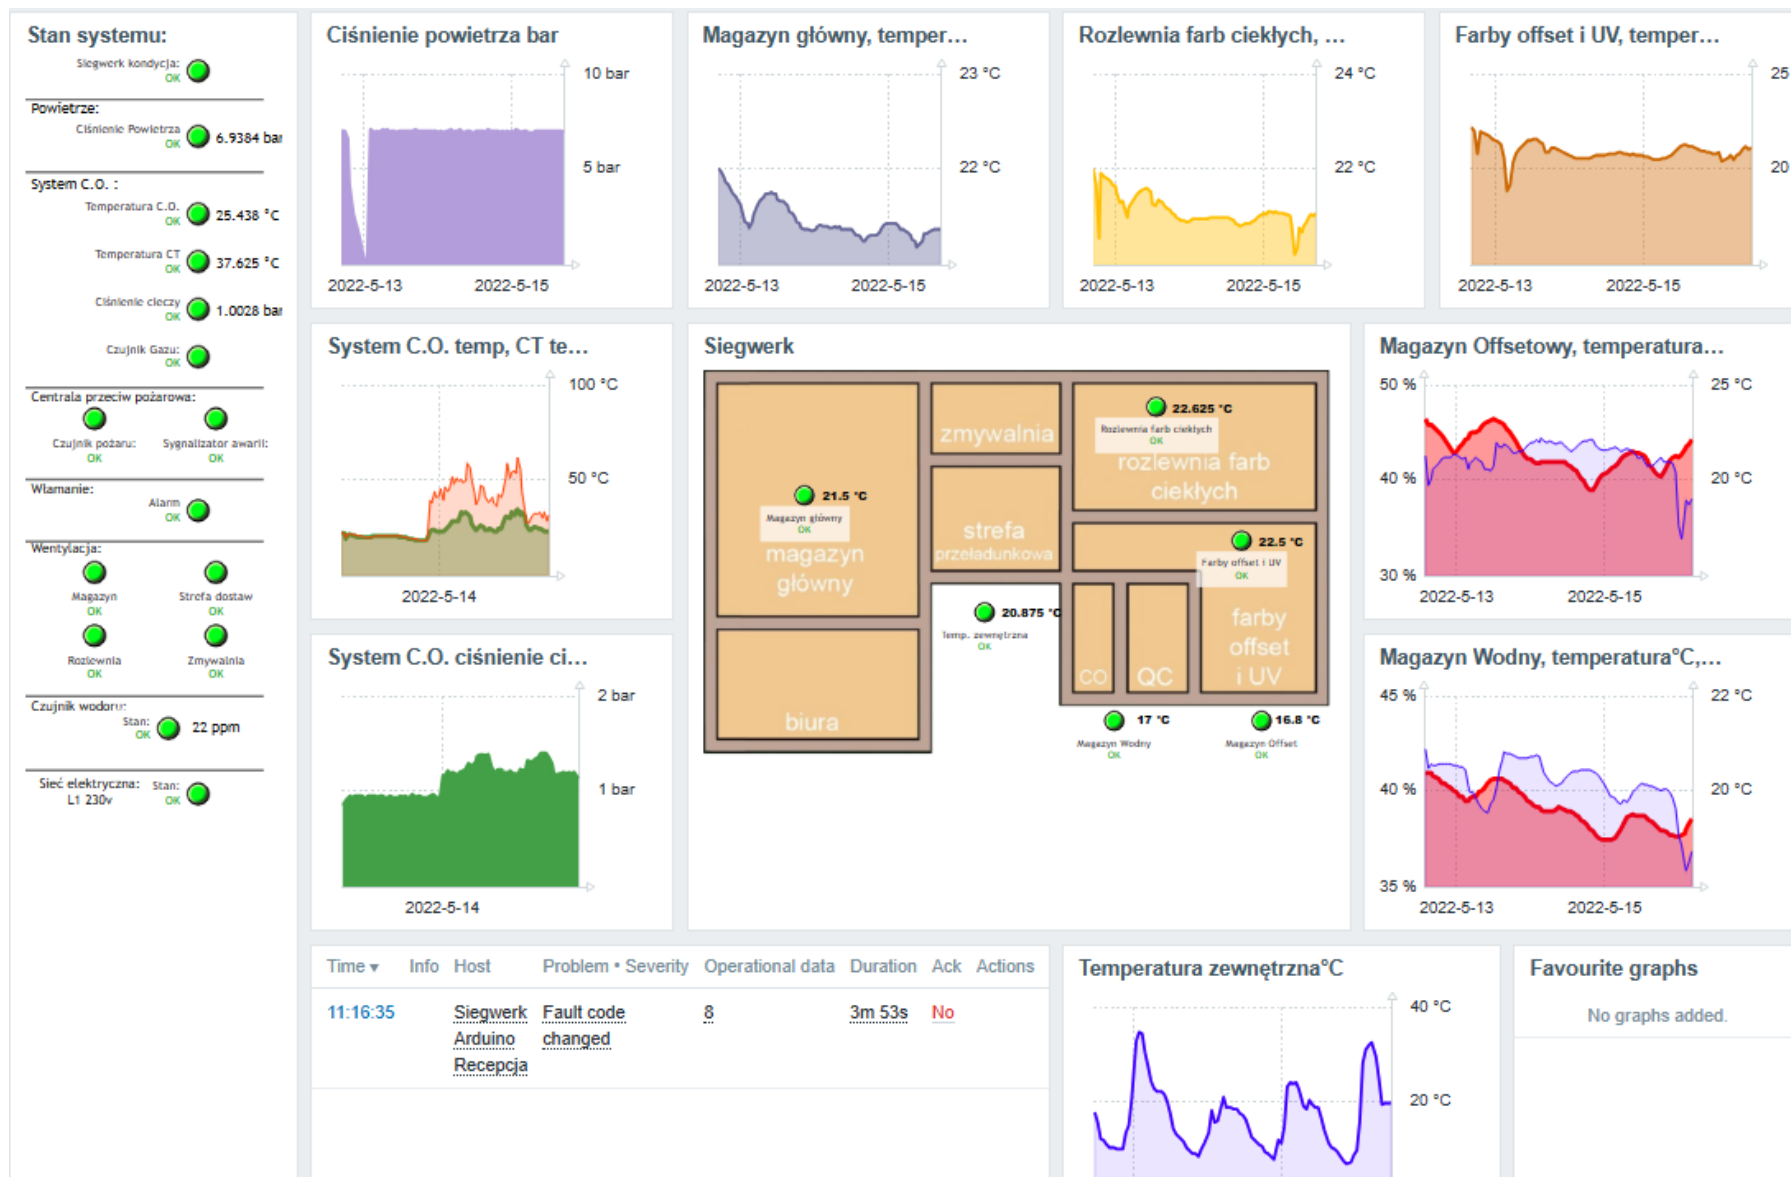 Stan systemu:
Siegwerk kondycja:
OK
Powietrze:
Ciśnienie Powietrza
OK
6.9384 bar
System C.O. :
Temperatura C.O.
OK
25.438 °C
Temperatura CT
OK
37.625 °C
Ciśnienie cieczy
OK
1.0028 bar
Czujnik Gazu:
OK
Centrala przeciw pożarowa:
Czujnik pożaru:
OK
Sygnalizator awarii:
OK
Włamanie:
Alarm
OK
Wentylacja:
Magazyn
OK
Strefa dostaw
OK
Rozlewnia
OK
Zmywalnia
OK
Czujnik wodoru:
Stan:
OK
22 ppm
Sieć elektryczna:
L1 230v
Stan:
OK
Ciśnienie powietrza bar
10 bar
5 bar
2022-5-13
2022-5-15
Magazyn główny, temper...
23 °C
22 °C
2022-5-13
2022-5-15
Rozlewnia farb ciekłych, ...
24 °C
22 °C
2022-5-13
2022-5-15
Farby offset i UV, temper...
25
20
2022-5-13
2022-5-15
System C.O. temp, CT te...
100 °C
50 °C
2022-5-14
System C.O. ciśnienie ci...
2 bar
1 bar
2022-5-14
Siegwerk
21.5 °C
Magazyn główny
OK
magazyn
główny
biura
zmywalnia
strefa
przeładunkowa
22.625 °C
Rozlewnia farb ciekłych
OK
rozlewnia farb
ciekłych
22.5 °C
Farby offset i UV
OK
farby
offset
i UV
20.875 °C
Temp. zewnętrzna
OK
CO
QC
17 °C
Magazyn Wodny
OK
16.8 °C
Magazyn Offset
OK
Magazyn Offsetowy, temperatura...
50 %
40 %
30 %
25 °C
20 °C
2022-5-13
2022-5-15
Magazyn Wodny, temperatura°C,...
45 %
40 %
35 %
22 °C
20 °C
2022-5-13
2022-5-15
Time Info Host Problem • Severity Operational data Duration Ack Actions
11:16:35 Siegwerk Fault code 8 3m 53s No
Arduino changed
Recepcja
Temperatura zewnętrzna°C
40 °C
20 °C
Favourite graphs
No graphs added.